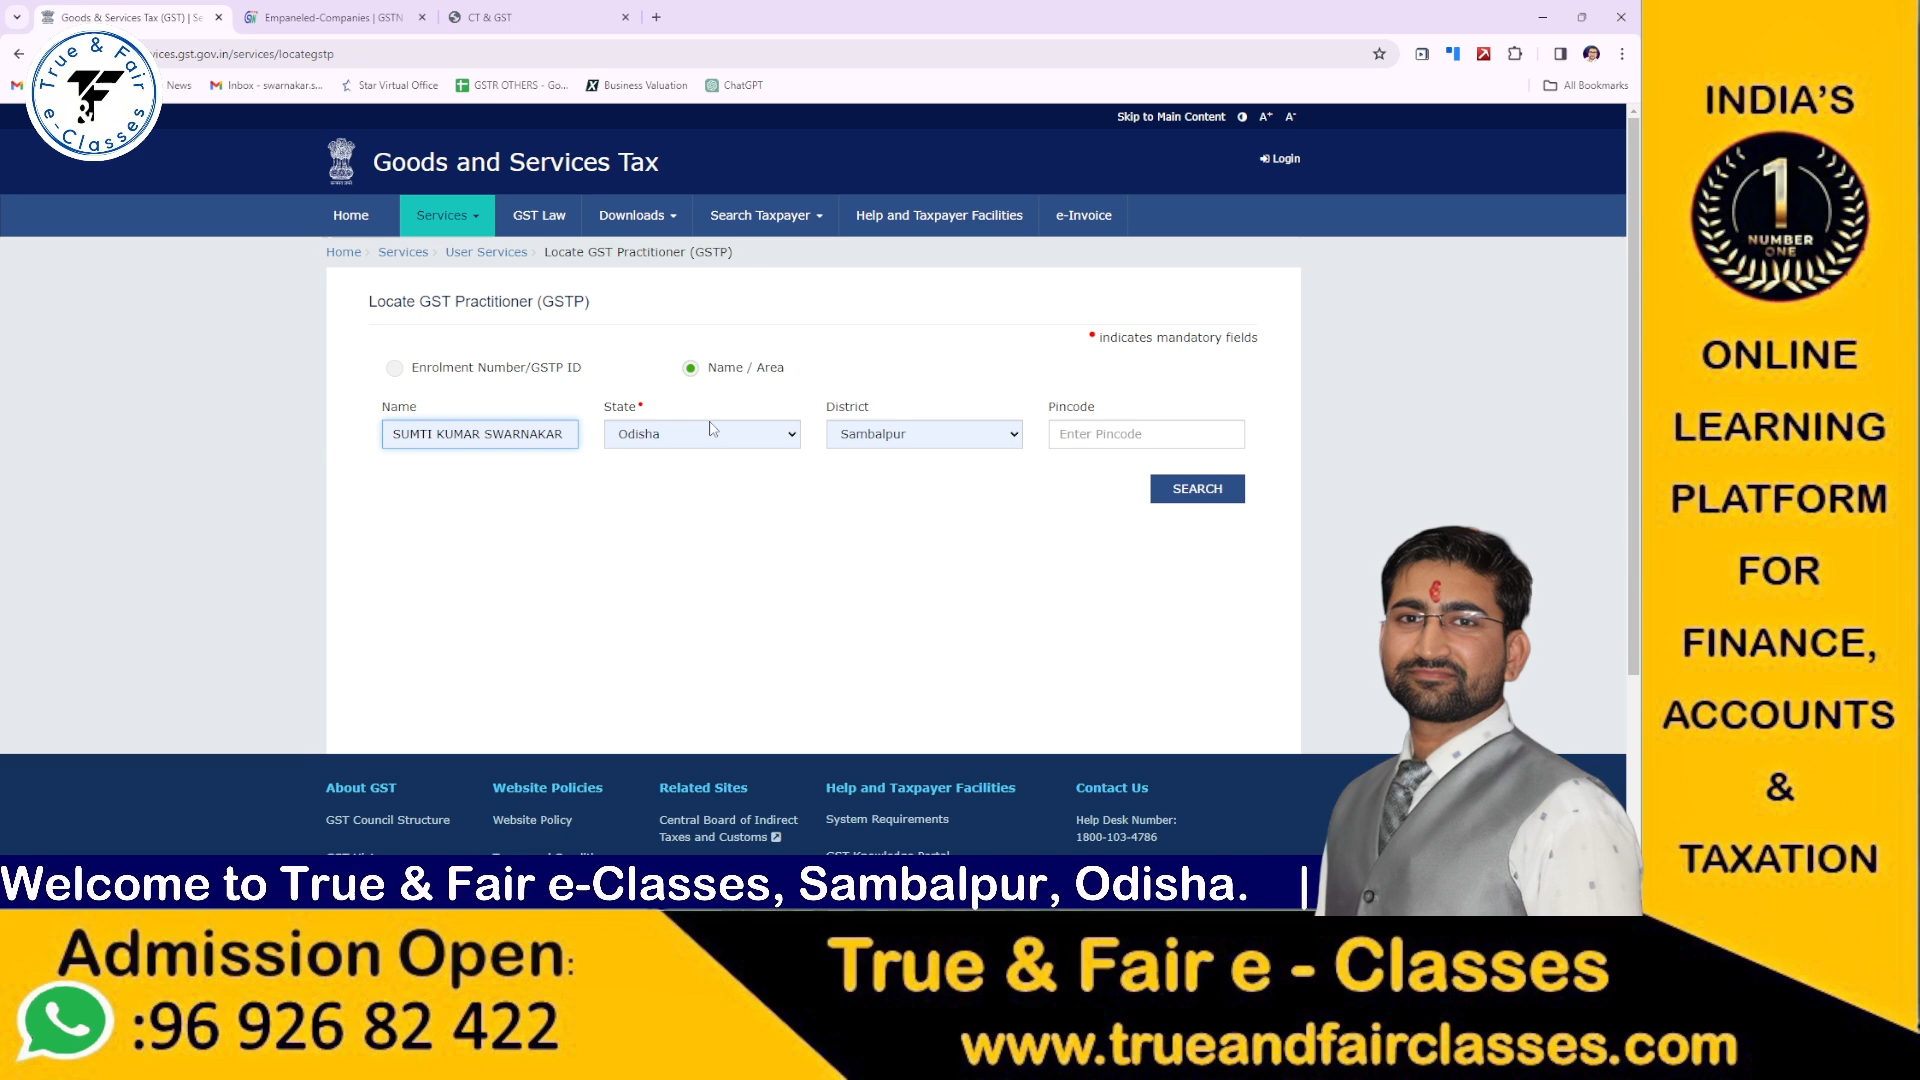 Goods & Services Tax (GST) | Se
Empaneled-Companies | GSTN
CT & GST
vices.gst.gov.in/services/locategstp
News
Inbox - swarnakar.s...
Star Virtual Office
GSTR OTHERS - Go...
Business Valuation
ChatGPT
All Bookmarks
True & Fair
T&F
e-Classes
Skip to Main Content
A+
A-
Goods and Services Tax
Login
Home
Services
GST Law
Downloads
Search Taxpayer
Help and Taxpayer Facilities
e-Invoice
Home
Services
User Services
Locate GST Practitioner (GSTP)
Locate GST Practitioner (GSTP)
• indicates mandatory fields
Enrolment Number/GSTP ID
Name / Area
Name
State •
District
Pincode
SUMTI KUMAR SWARNAKAR
Odisha
Sambalpur
Enter Pincode
SEARCH
About GST
Website Policies
Related Sites
Help and Taxpayer Facilities
Contact Us
GST Council Structure
Website Policy
Central Board of Indirect
Taxes and Customs
System Requirements
Help Desk Number:
1800-103-4786
Welcome to True & Fair e-Classes, Sambalpur, Odisha. |
Admission Open:
:96 926 82 422
True & Fair e - Classes
www.trueandfairclasses.com
INDIA'S
1
NUMBER
ONE
ONLINE
LEARNING
PLATFORM
FOR
FINANCE,
ACCOUNTS
&
TAXATION